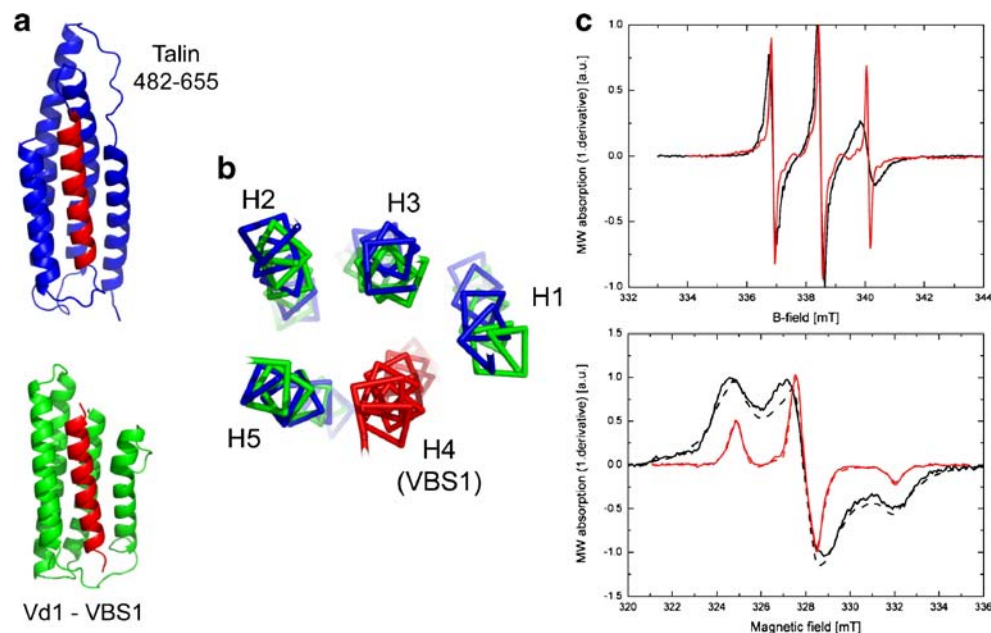 a
Talin
482-655
Vd1 - VBS1
b
H2
H3
H1
H5
H4
(VBS1)
c
MW absorption (1.derivative) [a.u.]
1.0
0.5
0.0
-0.5
-1.0
332 334 336 338 340 342 344
B-field [mT]
MW absorption (1.derivative) [a.u.]
1.5
1.0
0.5
0.0
-0.5
-1.0
-1.5
320 322 324 326 328 330 332 334 336
Magnetic field [mT]